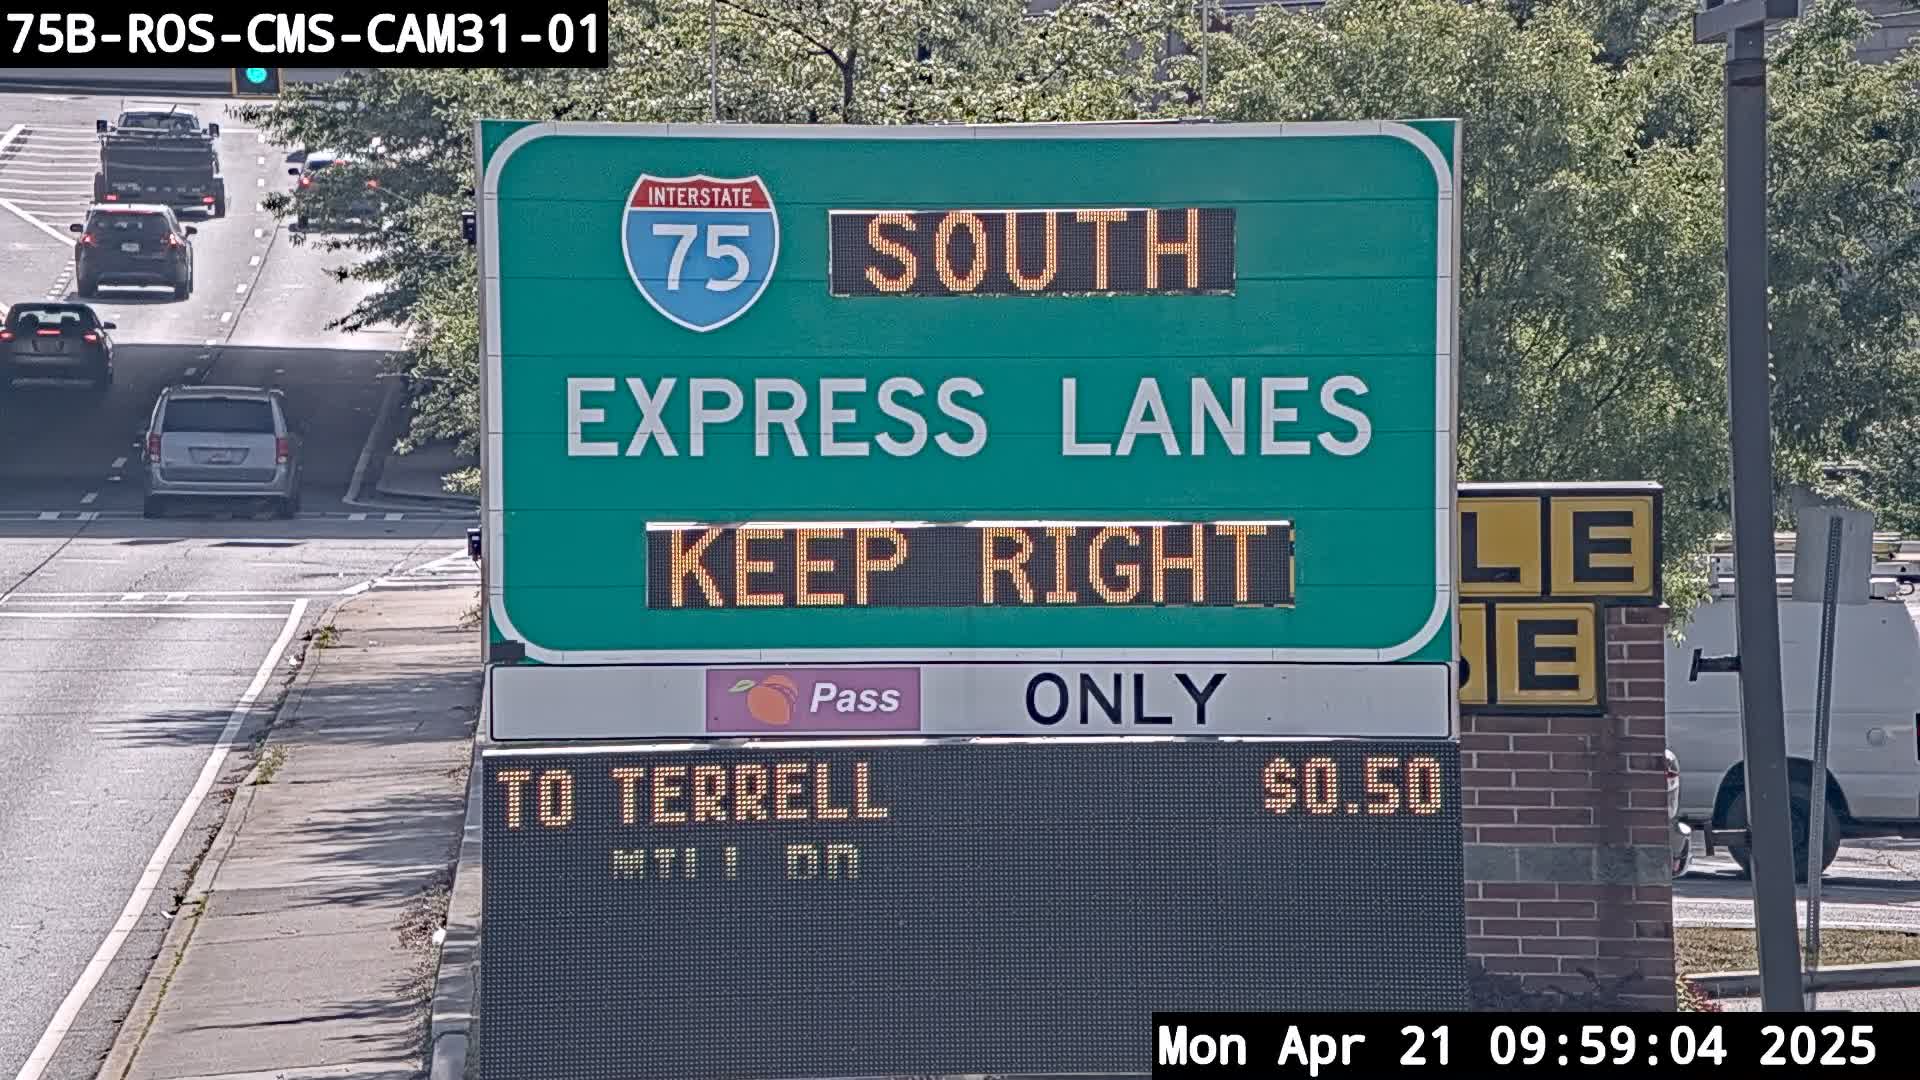 75B-ROS-CMS-CAM31-01
INTERSTATE
75
SOUTH
EXPRESS LANES
KEEP RIGHT
Pass ONLY
TO TERRELL $0.50
LE
E
Mon Apr 21 09:59:04 2025